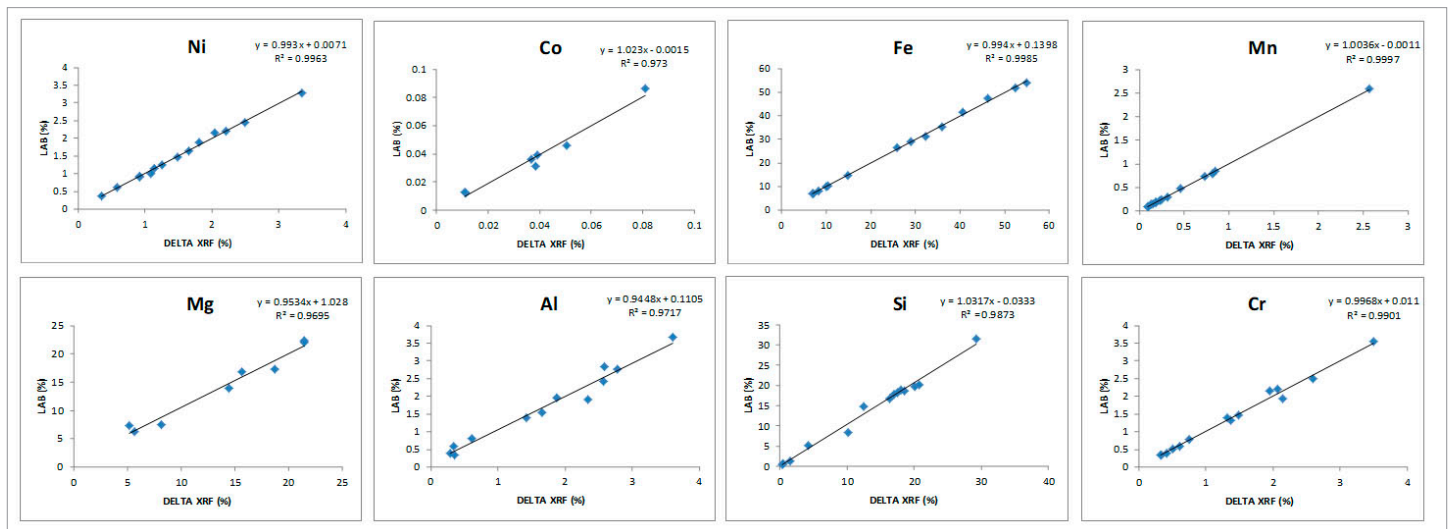 Ni
y = 0.993x + 0.0071
R² = 0.9963
4
3.5
3
2.5
2
1.5
1
0.5
0
LAB (%)
0 1 2 3 4
DELTA XRF (%)
Co
y = 1.023x - 0.0015
R² = 0.973
0.1
0.08
0.06
0.04
0.02
0
LAB (%)
0 0.02 0.04 0.06 0.08 0.1
DELTA XRF (%)
Fe
y = 0.994x + 0.1398
R² = 0.9985
60
50
40
30
20
10
0
LAB (%)
0 10 20 30 40 50 60
DELTA XRF (%)
Mn
y = 1.0036x - 0.0011
R² = 0.9997
3
2.5
2
1.5
1
0.5
0
LAB (%)
0 0.5 1 1.5 2 2.5 3
DELTA XRF (%)
Mg
y = 0.9534x + 1.028
R² = 0.9695
25
20
15
10
5
0
LAB (%)
0 5 10 15 20 25
DELTA XRF (%)
Al
y = 0.9448x + 0.1105
R² = 0.9717
4
3.5
3
2.5
2
1.5
1
0.5
0
LAB (%)
0 1 2 3 4
DELTA XRF (%)
Si
y = 1.0317x - 0.0333
R² = 0.9873
35
30
25
20
15
10
5
0
LAB (%)
0 10 20 30 40
DELTA XRF (%)
Cr
y = 0.9968x + 0.011
R² = 0.9901
4
3.5
3
2.5
2
1.5
1
0.5
0
LAB (%)
0 1 2 3 4
DELTA XRF (%)